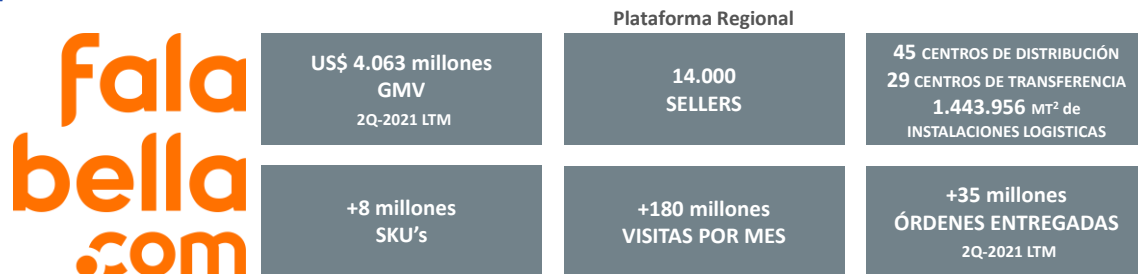 Plataforma Regional
fala
bella
.com
US$ 4.063 millones
GMV
2Q-2021 LTM
14.000
SELLERS
45 CENTROS DE DISTRIBUCIÓN
29 CENTROS DE TRANSFERENCIA
1.443.956 MT² de
INSTALACIONES LOGISTICAS
+8 millones
SKU's
+180 millones
VISITAS POR MES
+35 millones
ÓRDENES ENTREGADAS
2Q-2021 LTM